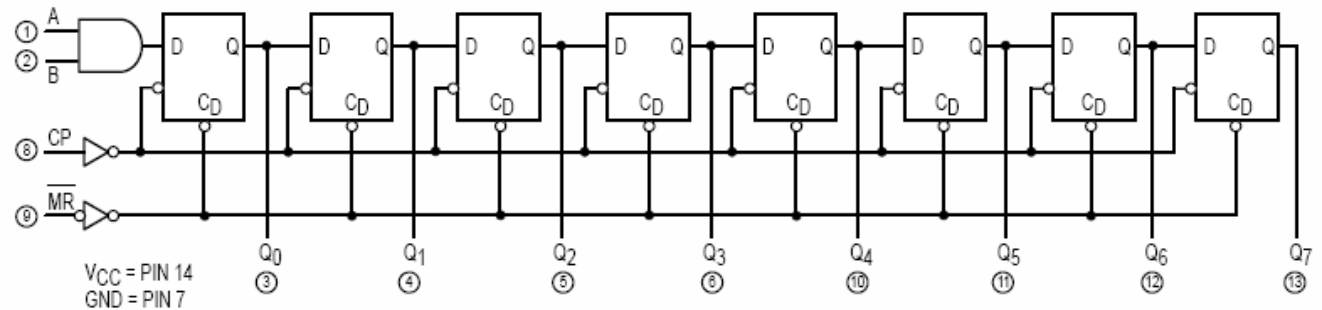 A
① D Q D Q D Q D Q D Q D Q D Q D Q
②
B
CD CD CD CD CD CD CD CD
⑧ CP
⑨ MR
Q0 Q1 Q2 Q3 Q4 Q5 Q6 Q7
③ ④ ⑤ ⑥ ⑩ ⑪ ⑫ ⑬
VCC = PIN 14
GND = PIN 7